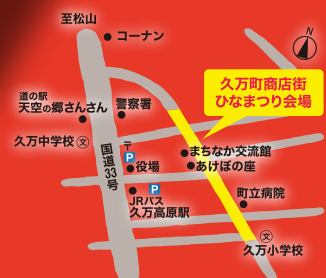 至松山
コーナン
N
久万町商店街
ひなまつり会場
道の駅
天空の郷さんさん
警察署
久万中学校 文
〒
P
役場
国道33号
まちなか交流館
あけぼの座
P
JRバス
久万高原駅
町立病院
文
久万小学校